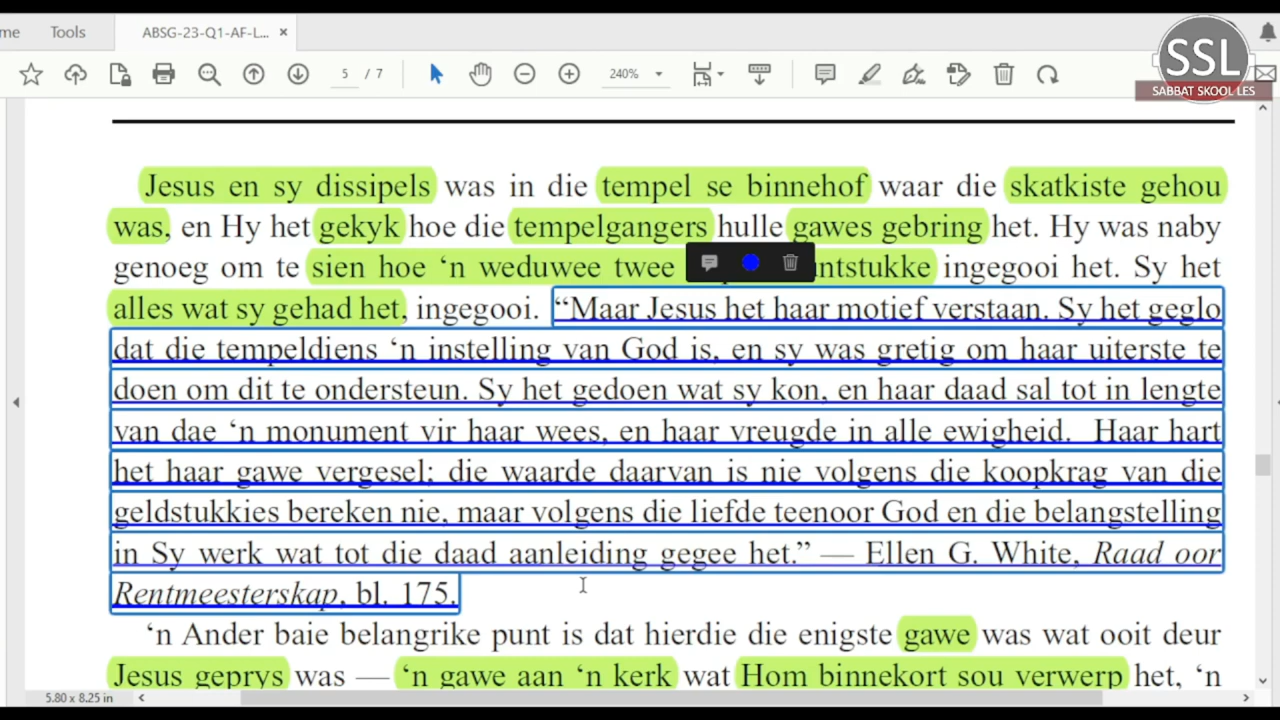 me Tools ABSG-23-Q1-AF-L... ×
SSL
SABBAT SKOOL LES
5 / 7 240%
Jesus en sy dissipels was in die tempel se binnehof waar die skatkiste gehou
was, en Hy het gekyk hoe die tempelgangers hulle gawes gebring het. Hy was naby
genoeg om te sien hoe ‘n weduwee twee ntstukke ingegooi het. Sy het
alles wat sy gehad het, ingegooi. “Maar Jesus het haar motief verstaan. Sy het geglo
dat die tempeldiens ‘n instelling van God is, en sy was gretig om haar uiterste te
doen om dit te ondersteun. Sy het gedoen wat sy kon, en haar daad sal tot in lengte
van dae ‘n monument vir haar wees, en haar vreugde in alle ewigheid. Haar hart
het haar gawe vergesel; die waarde daarvan is nie volgens die koopkrag van die
geldstukkies bereken nie, maar volgens die liefde teenoor God en die belangstelling
in Sy werk wat tot die daad aanleiding gegee het.” — Ellen G. White, Raad oor
Rentmeesterskap, bl. 175.
‘n Ander baie belangrike punt is dat hierdie die enigste gawe was wat ooit deur
Jesus geprys was — ‘n gawe aan ‘n kerk wat Hom binnekort sou verwerp het, ‘n
5.80 x 8.25 in